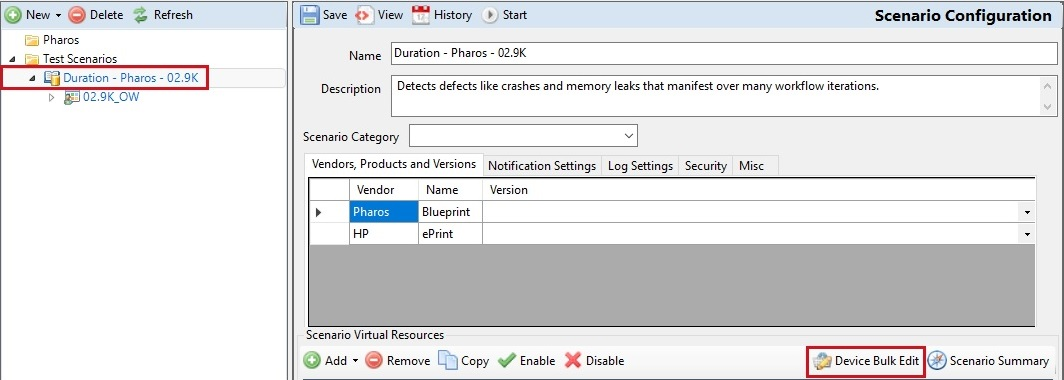 New Delete Refresh
Pharos
Test Scenarios
Duration - Pharos - 02.9K
02.9K_OW
Save View History Start Scenario Configuration
Name Duration - Pharos - 02.9K
Description Detects defects like crashes and memory leaks that manifest over many workflow iterations.
Scenario Category
Vendors, Products and Versions Notification Settings Log Settings Security Misc
Vendor Name Version
Pharos Blueprint
HP ePrint
Scenario Virtual Resources
Add Remove Copy Enable Disable Device Bulk Edit Scenario Summary